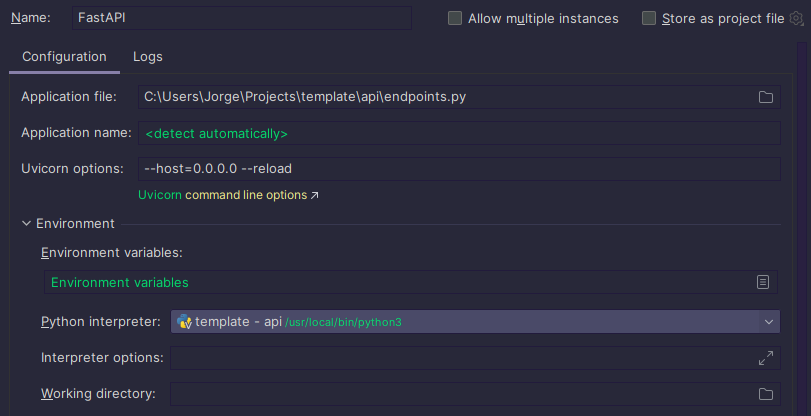 Name: FastAPI Allow multiple instances Store as project file
Configuration Logs
Application file: C:\Users\Jorge\Projects\template\api\endpoints.py
Application name: <detect automatically>
Uvicorn options: --host=0.0.0.0 --reload
Uvicorn command line options ↗
Environment
Environment variables:
Environment variables
Python interpreter: template - api /usr/local/bin/python3
Interpreter options:
Working directory: